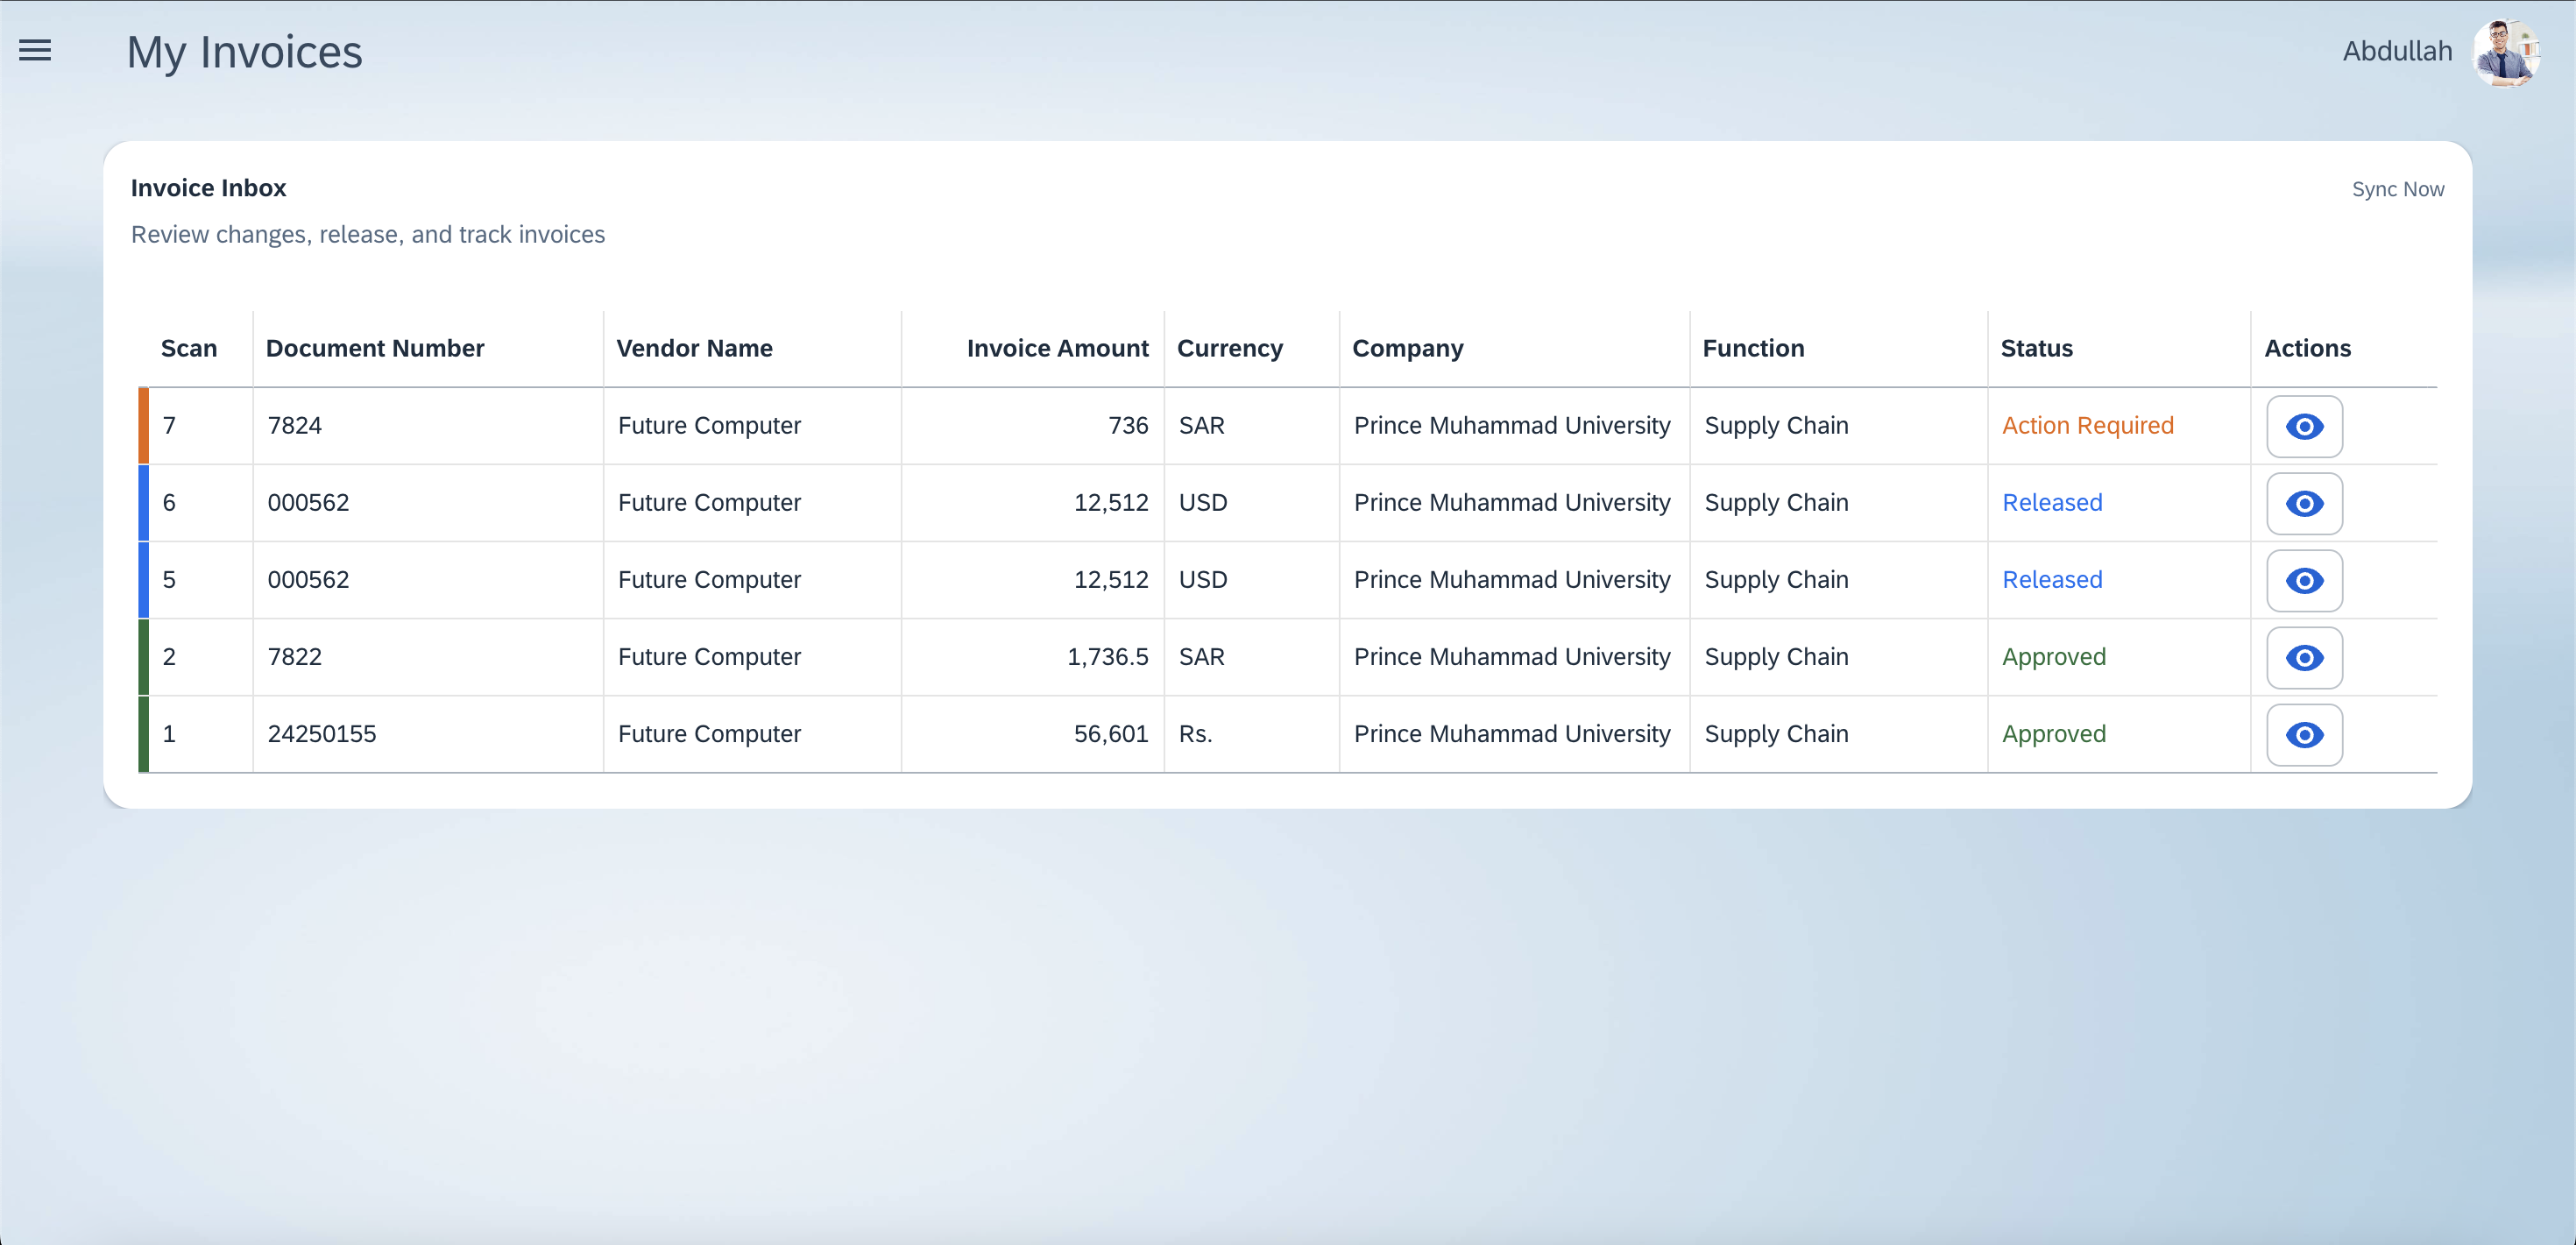 My Invoices
Abdullah
Invoice Inbox
Sync Now
Review changes, release, and track invoices
Scan Document Number Vendor Name Invoice Amount Currency Company Function Status Actions
7 7824 Future Computer 736 SAR Prince Muhammad University Supply Chain Action Required
6 000562 Future Computer 12,512 USD Prince Muhammad University Supply Chain Released
5 000562 Future Computer 12,512 USD Prince Muhammad University Supply Chain Released
2 7822 Future Computer 1,736.5 SAR Prince Muhammad University Supply Chain Approved
1 24250155 Future Computer 56,601 Rs. Prince Muhammad University Supply Chain Approved